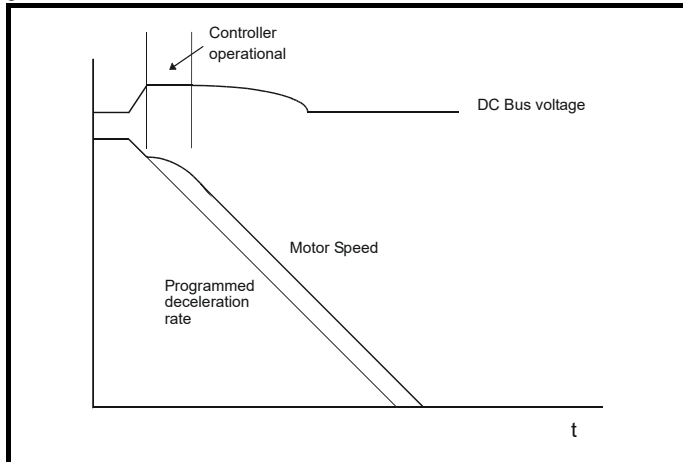 Controller
operational
DC Bus voltage
Motor Speed
Programmed
deceleration
rate
t